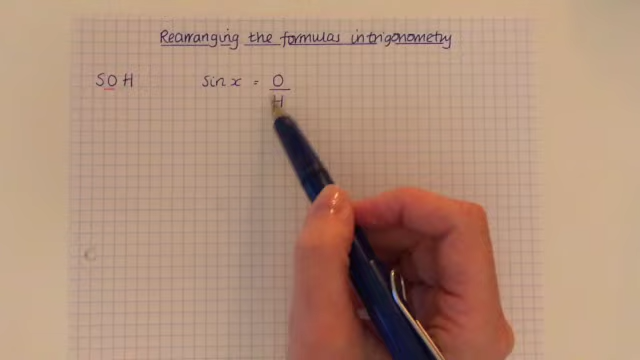 Rearranging the formulas in trigonometry
SOH sin x = O
H